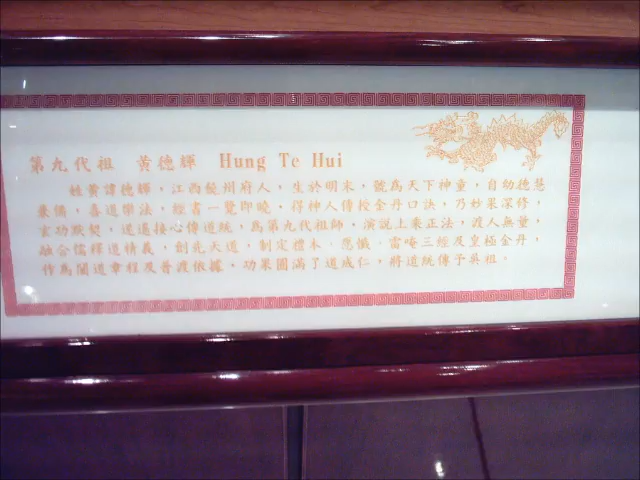 第九代祖 黃德輝 Hung Te Hui
姓黃諱德輝，江西饒州府人，生於明末，號為天下神童，自幼德慧
兼備，喜道樂法，經書一覽即曉，得神人傳授金丹口訣，乃妙果深修，
玄功默契，遂遙接心傳道統，為第九代祖師，演說上乘正法，渡人無量，
融合儒釋道精義，創先天道，制定禮本、愿懺、雷唵三經及皇極金丹，
作為闡道章程及普渡依據，功果圓滿了道成仁，將道統傳予吳祖。